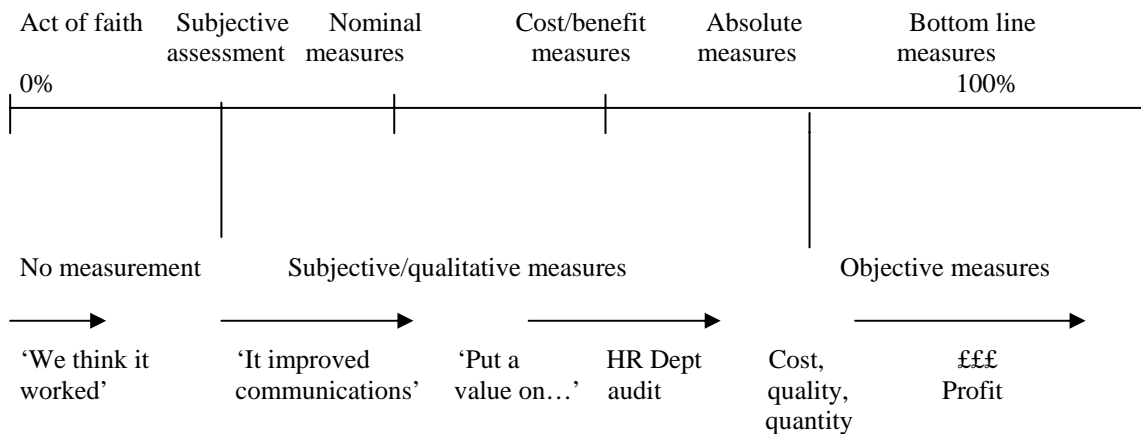 Act of faith Subjective Nominal Cost/benefit Absolute Bottom line
assessment measures measures measures measures
0% 100%
No measurement Subjective/qualitative measures Objective measures
‘We think it ‘It improved ‘Put a HR Dept Cost, £££
worked’ communications’ value on…’ audit quality, Profit
quantity